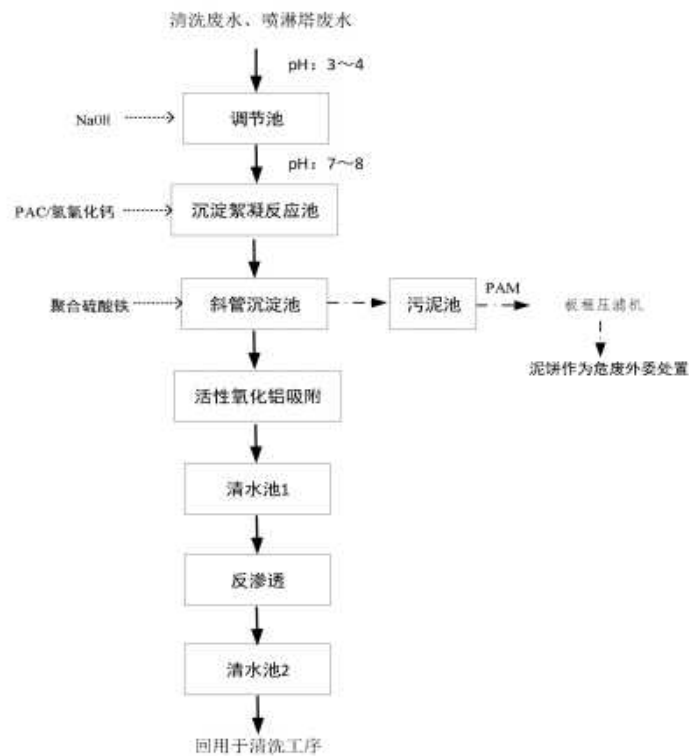 清洗废水、喷淋塔废水
pH：3～4
NaOH
调节池
pH：7～8
PAC/氢氧化钙
沉淀絮凝反应池
聚合硫酸铁
斜管沉淀池
污泥池
PAM
板框压滤机
泥饼作为危废外委处置
活性氧化铝吸附
清水池1
反渗透
清水池2
回用于清洗工序